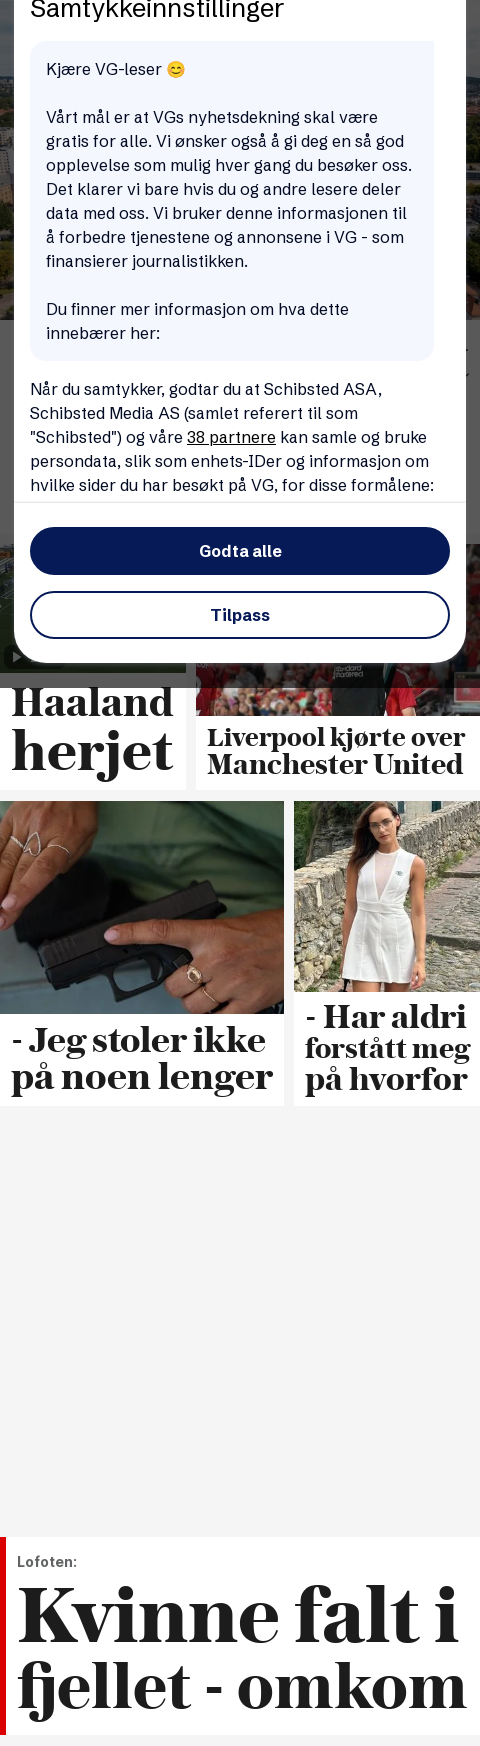 Samtykkeinnstillinger
Kjære VG-leser 😊
Vårt mål er at VGs nyhetsdekning skal være
gratis for alle. Vi ønsker også å gi deg en så god
opplevelse som mulig hver gang du besøker oss.
Det klarer vi bare hvis du og andre lesere deler
data med oss. Vi bruker denne informasjonen til
å forbedre tjenestene og annonsene i VG - som
finansierer journalistikken.
Du finner mer informasjon om hva dette
innebærer her:
Når du samtykker, godtar du at Schibsted ASA,
Schibsted Media AS (samlet referert til som
"Schibsted") og våre 38 partnere kan samle og bruke
persondata, slik som enhets-IDer og informasjon om
hvilke sider du har besøkt på VG, for disse formålene:
Godta alle
Tilpass
Haaland
herjet
Liverpool kjørte over
Manchester United
- Jeg stoler ikke
på noen lenger
- Har aldri
forstått meg
på hvorfor
Lofoten:
Kvinne falt i
fjellet - omkom